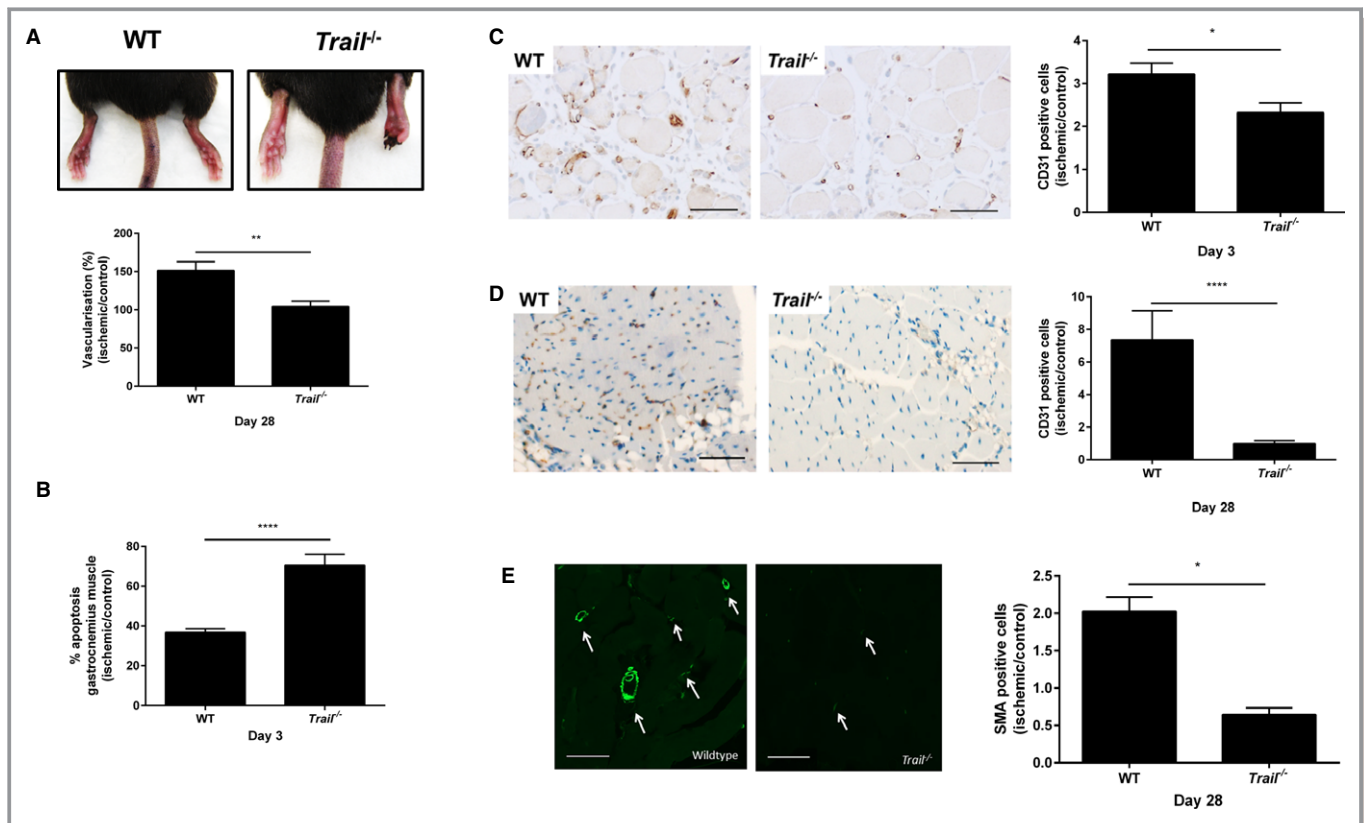 A
WT
Trail-/-
200
150
100
50
0
Vascularisation (%)
(ischemic/control)
**
WT
Trail-/-
Day 28
B
80
60
40
20
0
% apoptosis
gastrocnemius muscle
(ischemic/control)
****
WT
Trail-/-
Day 3
C
WT
Trail-/-
4
3
2
1
0
CD31 positive cells
(ischemic/control)
*
WT
Trail-/-
Day 3
D
WT
Trail-/-
10
8
6
4
2
0
CD31 positive cells
(ischemic/control)
****
WT
Trail-/-
Day 28
E
Wildtype
Trail-/-
2.5
2.0
1.5
1.0
0.5
0.0
SMA positive cells
(ischemic/control)
*
WT
Trail-/-
Day 28